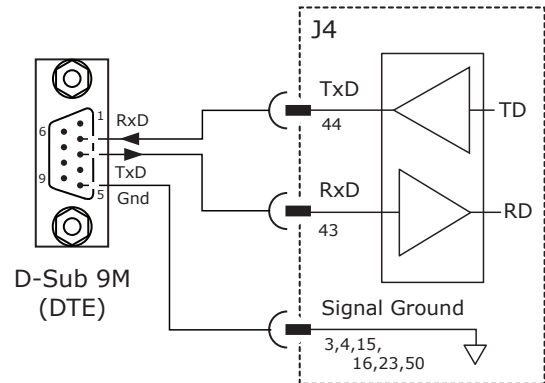 J4
TxD
44
TD
RxD
43
RD
Signal Ground
3,4,15,
16,23,50
1
6
9
5
RxD
TxD
Gnd
D-Sub 9M
(DTE)